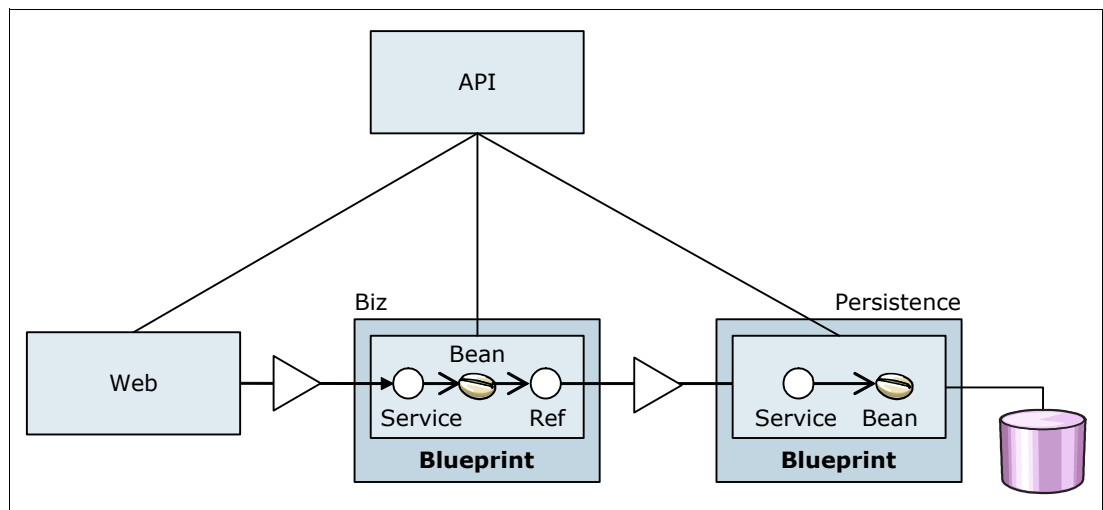 API
Biz
Persistence
Web
Bean
Service
Ref
Service
Bean
Blueprint
Blueprint